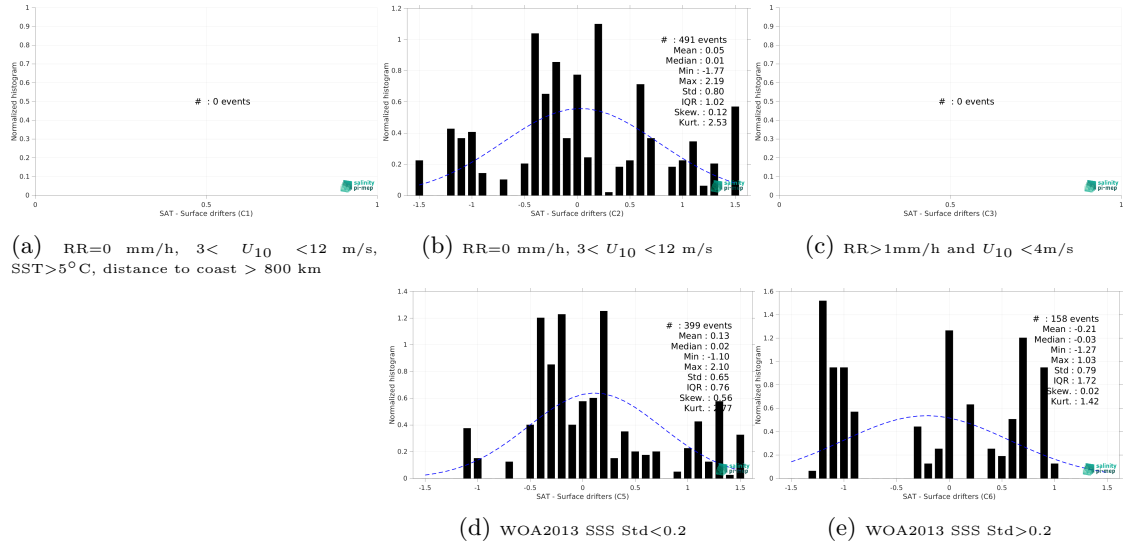 1
0.9
0.8
0.7
0.6
0.5
0.4
0.3
0.2
0.1
0
Normalized histogram
# : 0 events
0 0.5 1
SAT - Surface drifters (C1)
salinity
pi-mep
(a) RR=0 mm/h, 3< U10 <12 m/s,
SST>5°C, distance to coast > 800 km
1.2
1
0.8
0.6
0.4
0.2
0
Normalized histogram
# : 491 events
Mean : 0.05
Median : 0.01
Min : -1.77
Max : 2.19
Std : 0.80
IQR : 1.02
Skew. : 0.12
Kurt. : 2.53
-1.5 -1 -0.5 0 0.5 1 1.5
SAT - Surface drifters (C2)
salinity
pi-mep
(b) RR=0 mm/h, 3< U10 <12 m/s
1
0.9
0.8
0.7
0.6
0.5
0.4
0.3
0.2
0.1
0
Normalized histogram
# : 0 events
0 0.5 1
SAT - Surface drifters (C3)
salinity
pi-mep
(c) RR>1mm/h and U10 <4m/s
1.4
1.2
1
0.8
0.6
0.4
0.2
0
Normalized histogram
# : 399 events
Mean : 0.13
Median : 0.02
Min : -1.10
Max : 2.10
Std : 0.65
IQR : 0.76
Skew. : 0.56
Kurt. : 2.77
-1.5 -1 -0.5 0 0.5 1 1.5
SAT - Surface drifters (C5)
salinity
pi-mep
(d) WOA2013 SSS Std<0.2
1.6
1.4
1.2
1
0.8
0.6
0.4
0.2
0
Normalized histogram
# : 158 events
Mean : -0.21
Median : -0.03
Min : -1.27
Max : 1.03
Std : 0.79
IQR : 1.72
Skew. : 0.02
Kurt. : 1.42
-1.5 -1 -0.5 0 0.5 1 1.5
SAT - Surface drifters (C6)
salinity
pi-mep
(e) WOA2013 SSS Std>0.2